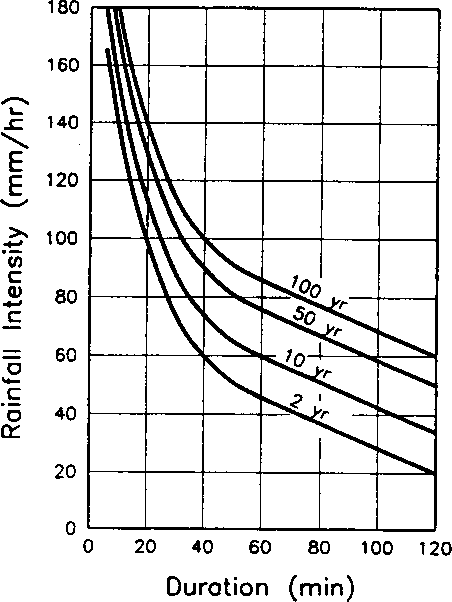 180
160
140
120
100
80
60
40
20
0
Rainfall Intensity (mm/hr)
100 yr
50 yr
10 yr
2 yr
0 20 40 60 80 100 120
Duration (min)